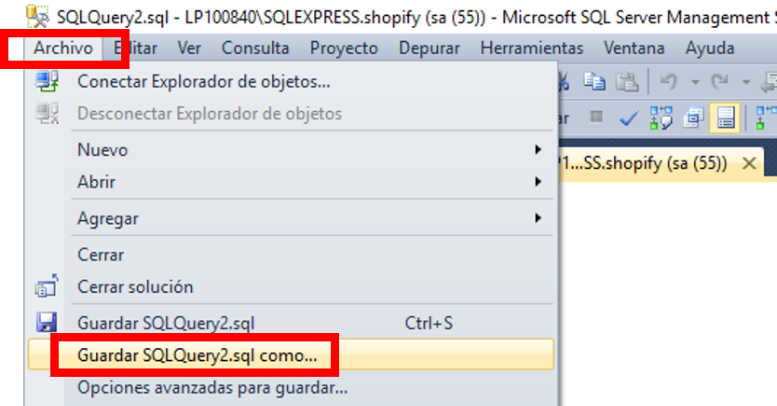 SQLQuery2.sql - LP100840\SQLEXPRESS.shopify (sa (55)) - Microsoft SQL Server Management
Archivo Editar Ver Consulta Proyecto Depurar Herramientas Ventana Ayuda
Conectar Explorador de objetos...
Desconectar Explorador de objetos
Nuevo
Abrir
Agregar
Cerrar
Cerrar solución
Guardar SQLQuery2.sql Ctrl+S
Guardar SQLQuery2.sql como...
Opciones avanzadas para guardar...
ar
1...SS.shopify (sa (55))